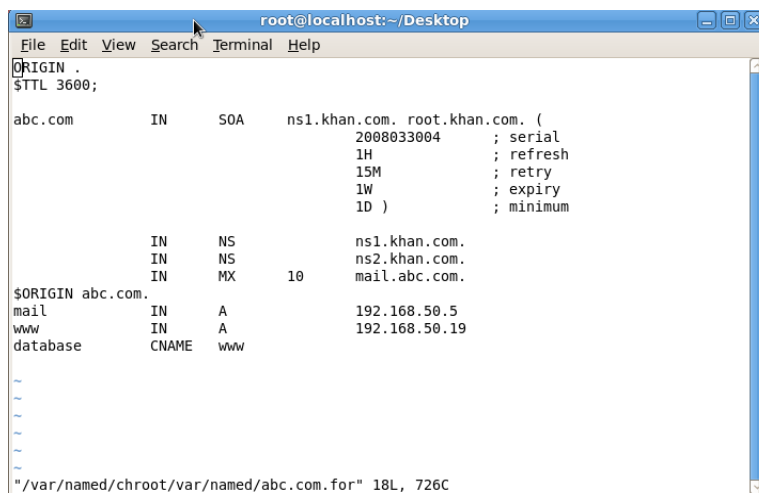 root@localhost:~/Desktop
File Edit View Search Terminal Help
ORIGIN .
$TTL 3600;
abc.com IN SOA ns1.khan.com. root.khan.com. (
2008033004 ; serial
1H ; refresh
15M ; retry
1W ; expiry
1D ) ; minimum
IN NS ns1.khan.com.
IN NS ns2.khan.com.
IN MX 10 mail.abc.com.
$ORIGIN abc.com.
mail IN A 192.168.50.5
www IN A 192.168.50.19
database CNAME www
~
~
~
~
~
~
"/var/named/chroot/var/named/abc.com.for" 18L, 726C